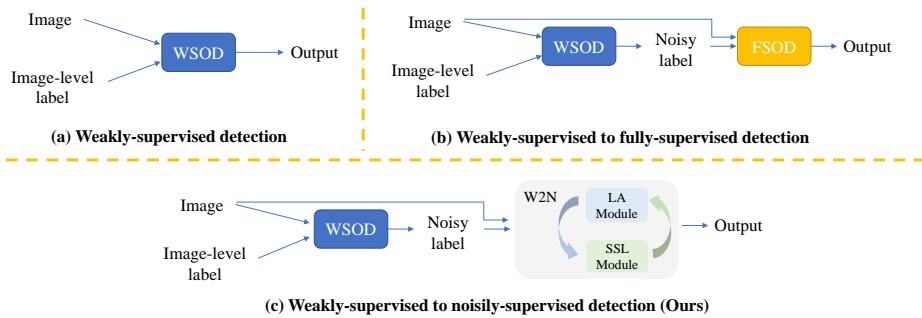 Image
WSOD
Output
Image-level
label
(a) Weakly-supervised detection
Image
WSOD
Noisy
label
FSOD
Output
Image-level
label
(b) Weakly-supervised to fully-supervised detection
Image
WSOD
Noisy
label
W2N
LA
Module
SSL
Module
Output
Image-level
label
(c) Weakly-supervised to noisily-supervised detection (Ours)